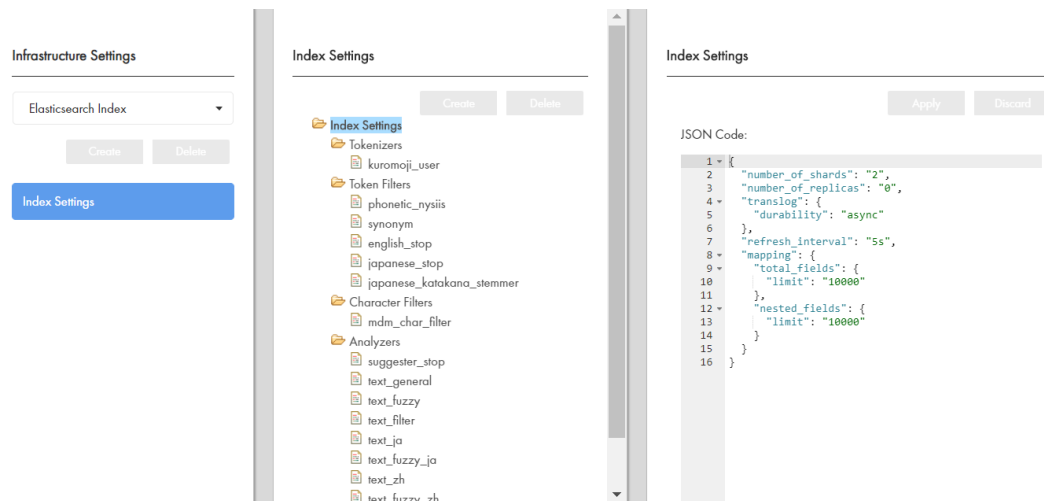 Infrastructure Settings
Elasticsearch Index
Create Delete
Index Settings
Index Settings
Create Delete
Index Settings
Tokenizers
kuromoji_user
Token Filters
phonetic_nysiis
synonym
english_stop
japanese_stop
japanese_katakana_stemmer
Character Filters
mdm_char_filter
Analyzers
suggester_stop
text_general
text_fuzzy
text_filter
text_ja
text_fuzzy_ja
text_zh
text_fuzzy_zh
Index Settings
Apply Discard
JSON Code:
1 {
2 "number_of_shards": "2",
3 "number_of_replicas": "0",
4 "translog": {
5 "durability": "async"
6 },
7 "refresh_interval": "5s",
8 "mapping": {
9 "total_fields": {
10 "limit": "10000"
11 },
12 "nested_fields": {
13 "limit": "10000"
14 }
15 }
16 }